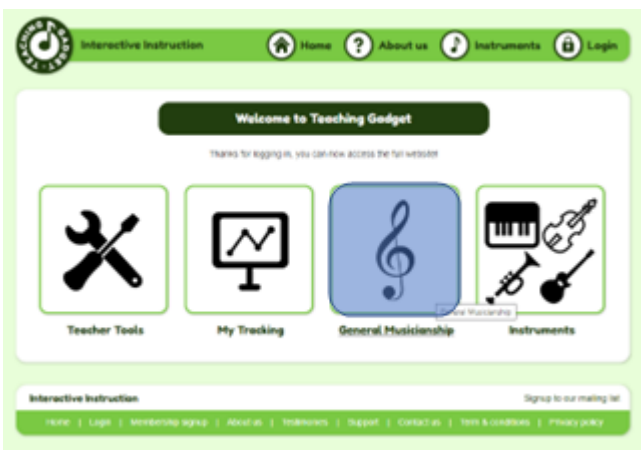 TEACHING GADGET
Interective Instruction
Home
About us
Instruments
Login
Welcome to Teaching Gadget
Thanks for logging in, you can now access the full website!
Teacher Tools
My Tracking
General Musicianship
Instruments
General Musicianship
Interective Instruction
Signup to our mailing list
Home | Login | Membership signup | About us | Testimonies | Support | Contact us | Term & conditions | Privacy policy